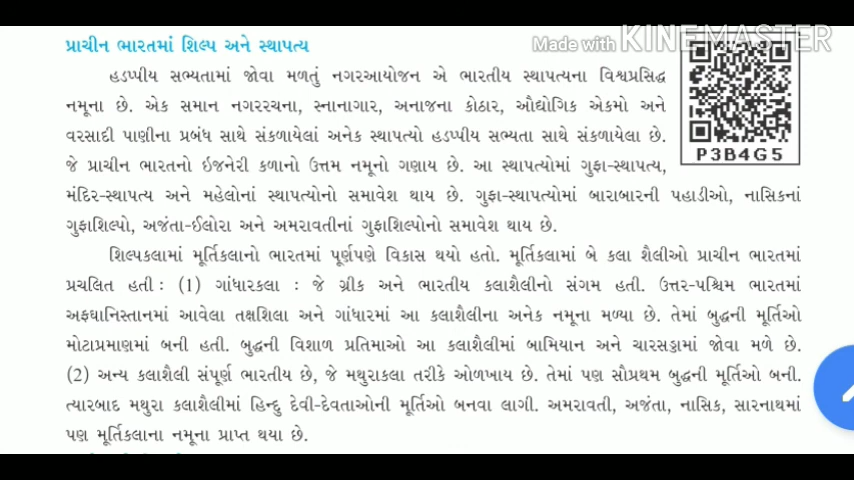 Made with KINEMASTER
પ્રાચીન ભારતમાં શિલ્પ અને સ્થાપત્ય
હડપ્પીય સભ્યતામાં જોવા મળતું નગરઆયોજન એ ભારતીય સ્થાપત્યના વિશ્વપ્રસિદ્ધ
નમૂના છે. એક સમાન નગરરચના, સ્નાનાગાર, અનાજના કોઠાર, ઔદ્યોગિક એકમો અને
વરસાદી પાણીના પ્રબંધ સાથે સંકળાયેલાં અનેક સ્થાપત્યો હડપ્પીય સભ્યતા સાથે સંકળાયેલા છે.
જે પ્રાચીન ભારતનો ઇજનેરી કળાનો ઉત્તમ નમૂનો ગણાય છે. આ સ્થાપત્યોમાં ગુફા-સ્થાપત્ય,
P3B4G5
મંદિર-સ્થાપત્ય અને મહેલોનાં સ્થાપત્યોનો સમાવેશ થાય છે. ગુફા-સ્થાપત્યોમાં બારાબારની પહાડીઓ, નાસિકનાં
ગુફાશિલ્પો, અજંતા-ઈલોરા અને અમરાવતીનાં ગુફાશિલ્પોનો સમાવેશ થાય છે.
શિલ્પકલામાં મૂર્તિકલાનો ભારતમાં પૂર્ણપણે વિકાસ થયો હતો. મૂર્તિકલામાં બે કલા શૈલીઓ પ્રાચીન ભારતમાં
પ્રચલિત હતી : (1) ગાંધારકલા : જે ગ્રીક અને ભારતીય કલાશૈલીનો સંગમ હતી. ઉત્તર-પશ્ચિમ ભારતમાં
અફઘાનિસ્તાનમાં આવેલા તક્ષશિલા અને ગાંધારમાં આ કલાશૈલીના અનેક નમૂના મળ્યા છે. તેમાં બુદ્ધની મૂર્તિઓ
મોટાપ્રમાણમાં બની હતી. બુદ્ધની વિશાળ પ્રતિમાઓ આ કલાશૈલીમાં બામિયાન અને ચારસડ્ડામાં જોવા મળે છે.
(2) અન્ય કલાશૈલી સંપૂર્ણ ભારતીય છે, જે મથુરાકલા તરીકે ઓળખાય છે. તેમાં પણ સૌપ્રથમ બુદ્ધની મૂર્તિઓ બની.
ત્યારબાદ મથુરા કલાશૈલીમાં હિન્દુ દેવી-દેવતાઓની મૂર્તિઓ બનવા લાગી. અમરાવતી, અજંતા, નાસિક, સારનાથમાં
પણ મૂર્તિકલાના નમૂના પ્રાપ્ત થયા છે.